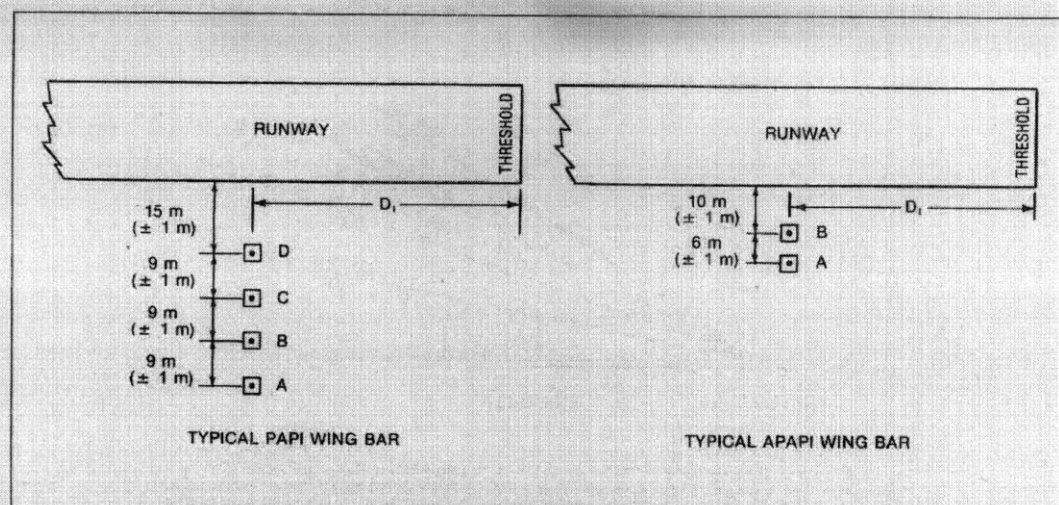 RUNWAY
THRESHOLD
D₁
15 m
(± 1 m)
9 m
(± 1 m)
9 m
(± 1 m)
9 m
(± 1 m)
D
C
B
A
TYPICAL PAPI WING BAR
RUNWAY
THRESHOLD
D₁
10 m
(± 1 m)
6 m
(± 1 m)
B
A
TYPICAL APAPI WING BAR